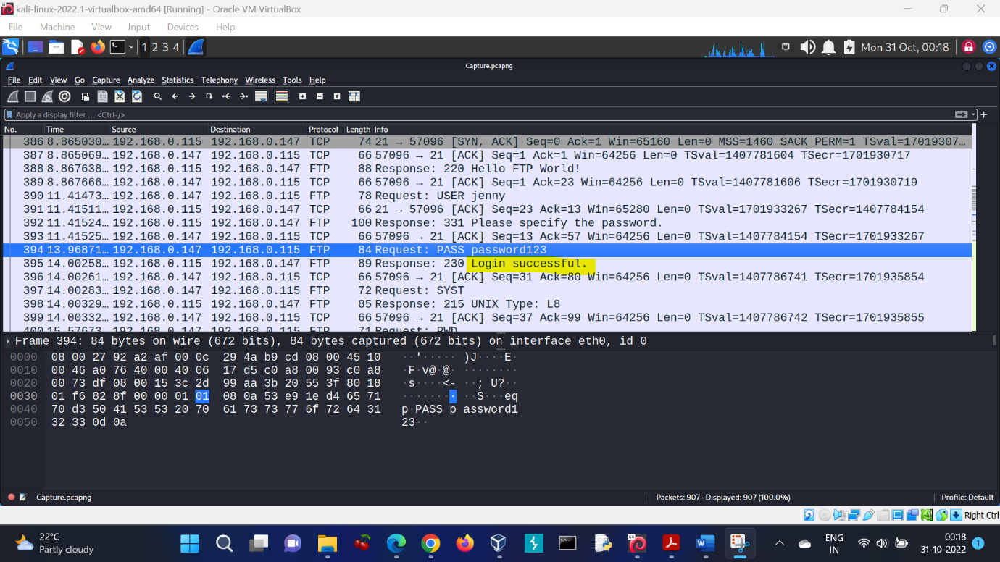 kali-linux-2022.1-virtualbox-amd64 [Running] - Oracle VM VirtualBox
File Machine View Input Devices Help
1 2 3 4 Mon 31 Oct, 00:18
Capture.pcapng
File Edit View Go Capture Analyze Statistics Telephony Wireless Tools Help
Apply a display filter ... <Ctrl-/>
No. Time Source Destination Protocol Length Info
386 8.865030… 192.168.0.115 192.168.0.147 TCP 74 21 → 57096 [SYN, ACK] Seq=0 Ack=1 Win=65160 Len=0 MSS=1460 SACK_PERM=1 TSval=17019307…
387 8.865069… 192.168.0.147 192.168.0.115 TCP 66 57096 → 21 [ACK] Seq=1 Ack=1 Win=64256 Len=0 TSval=1407781604 TSecr=1701930717
388 8.867638… 192.168.0.115 192.168.0.147 FTP 88 Response: 220 Hello FTP World!
389 8.867666… 192.168.0.147 192.168.0.115 TCP 66 57096 → 21 [ACK] Seq=1 Ack=23 Win=64256 Len=0 TSval=1407781606 TSecr=1701930719
390 11.41473… 192.168.0.147 192.168.0.115 FTP 78 Request: USER jenny
391 11.41511… 192.168.0.115 192.168.0.147 TCP 66 21 → 57096 [ACK] Seq=23 Ack=13 Win=65280 Len=0 TSval=1701933267 TSecr=1407784154
392 11.41524… 192.168.0.115 192.168.0.147 FTP 100 Response: 331 Please specify the password.
393 11.41525… 192.168.0.147 192.168.0.115 TCP 66 57096 → 21 [ACK] Seq=13 Ack=57 Win=64256 Len=0 TSval=1407784154 TSecr=1701933267
394 13.96871… 192.168.0.147 192.168.0.115 FTP 84 Request: PASS password123
395 14.00258… 192.168.0.115 192.168.0.147 FTP 89 Response: 230 Login successful.
396 14.00261… 192.168.0.147 192.168.0.115 TCP 66 57096 → 21 [ACK] Seq=31 Ack=80 Win=64256 Len=0 TSval=1407786741 TSecr=1701935854
397 14.00283… 192.168.0.147 192.168.0.115 FTP 72 Request: SYST
398 14.00329… 192.168.0.115 192.168.0.147 FTP 85 Response: 215 UNIX Type: L8
399 14.00332… 192.168.0.147 192.168.0.115 TCP 66 57096 → 21 [ACK] Seq=37 Ack=99 Win=64256 Len=0 TSval=1407786742 TSecr=1701935855
400 15.57673… 192.168.0.147 192.168.0.115 FTP 71 Request: PWD
Frame 394: 84 bytes on wire (672 bits), 84 bytes captured (672 bits) on interface eth0, id 0
0000 08 00 27 92 a2 af 00 0c 29 4a b9 cd 08 00 45 10 ··'····· )J····E·
0010 00 46 a0 76 40 00 40 06 17 d5 c0 a8 00 93 c0 a8 ·F·v@·@· ········
0020 00 73 df 08 00 15 3c 2d 99 aa 3b 20 55 3f 80 18 ·s····<- ··; U?··
0030 01 f6 82 8f 00 00 01 01 08 0a 53 e9 1e d4 65 71 ········ ··S···eq
0040 70 d3 50 41 53 53 20 70 61 73 73 77 6f 72 64 31 p·PASS p assword1
0050 32 33 0d 0a 23··
Capture.pcapng Packets: 907 · Displayed: 907 (100.0%) Profile: Default
Right Ctrl
22°C
Partly cloudy
ENG
IN
00:18
31-10-2022
1